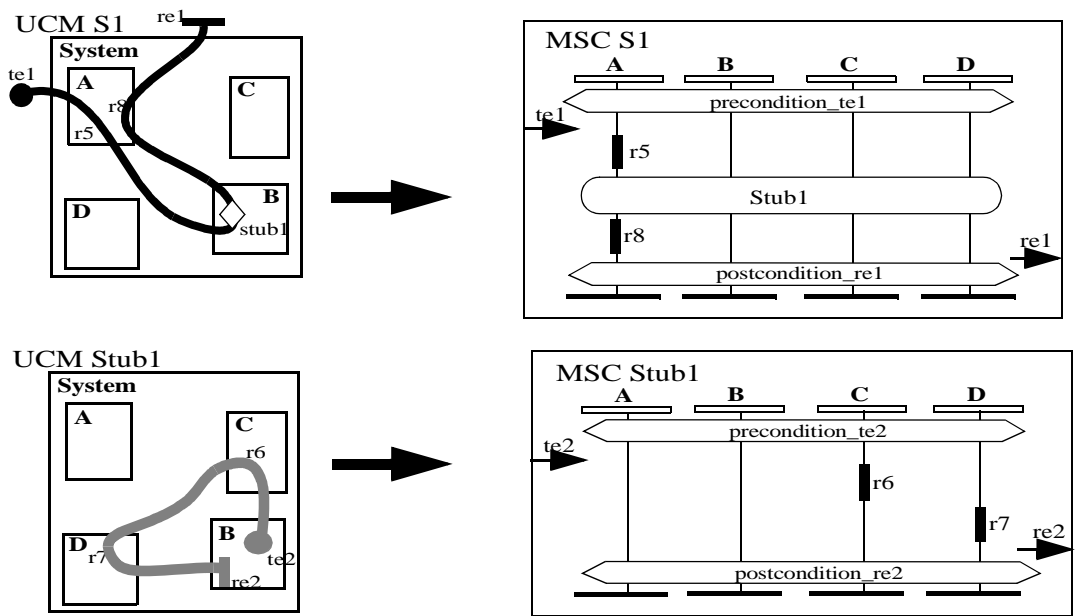 UCM S1
re1
System
te1
A
C
r8
r5
B
D
stub1
MSC S1
A B C D
precondition_te1
te1
r5
Stub1
r8
re1
postcondition_re1
UCM Stub1
System
A
C
r6
B
D
r7
te2
re2
MSC Stub1
A B C D
precondition_te2
te2
r6
r7
re2
postcondition_re2